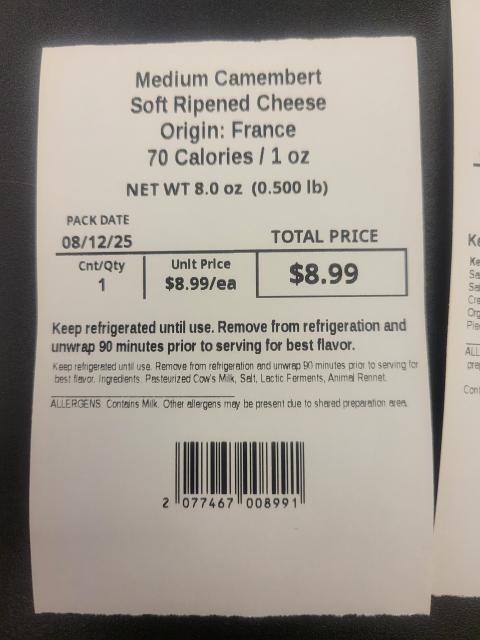 Medium Camembert
Soft Ripened Cheese
Origin: France
70 Calories / 1 oz
NET WT 8.0 oz (0.500 lb)
PACK DATE
08/12/25
TOTAL PRICE
Cnt/Qty
1
Unit Price
$8.99/ea
$8.99
Keep refrigerated until use. Remove from refrigeration and
unwrap 90 minutes prior to serving for best flavor.
Keep refrigerated until use. Remove from refrigeration and unwrap 90 minutes prior to serving for
best flavor. Ingredients: Pasteurized Cow's Milk, Salt, Lactic Ferments, Animal Rennet.
ALLERGENS: Contains Milk. Other allergens may be present due to shared preparation area.
2 077467 008991